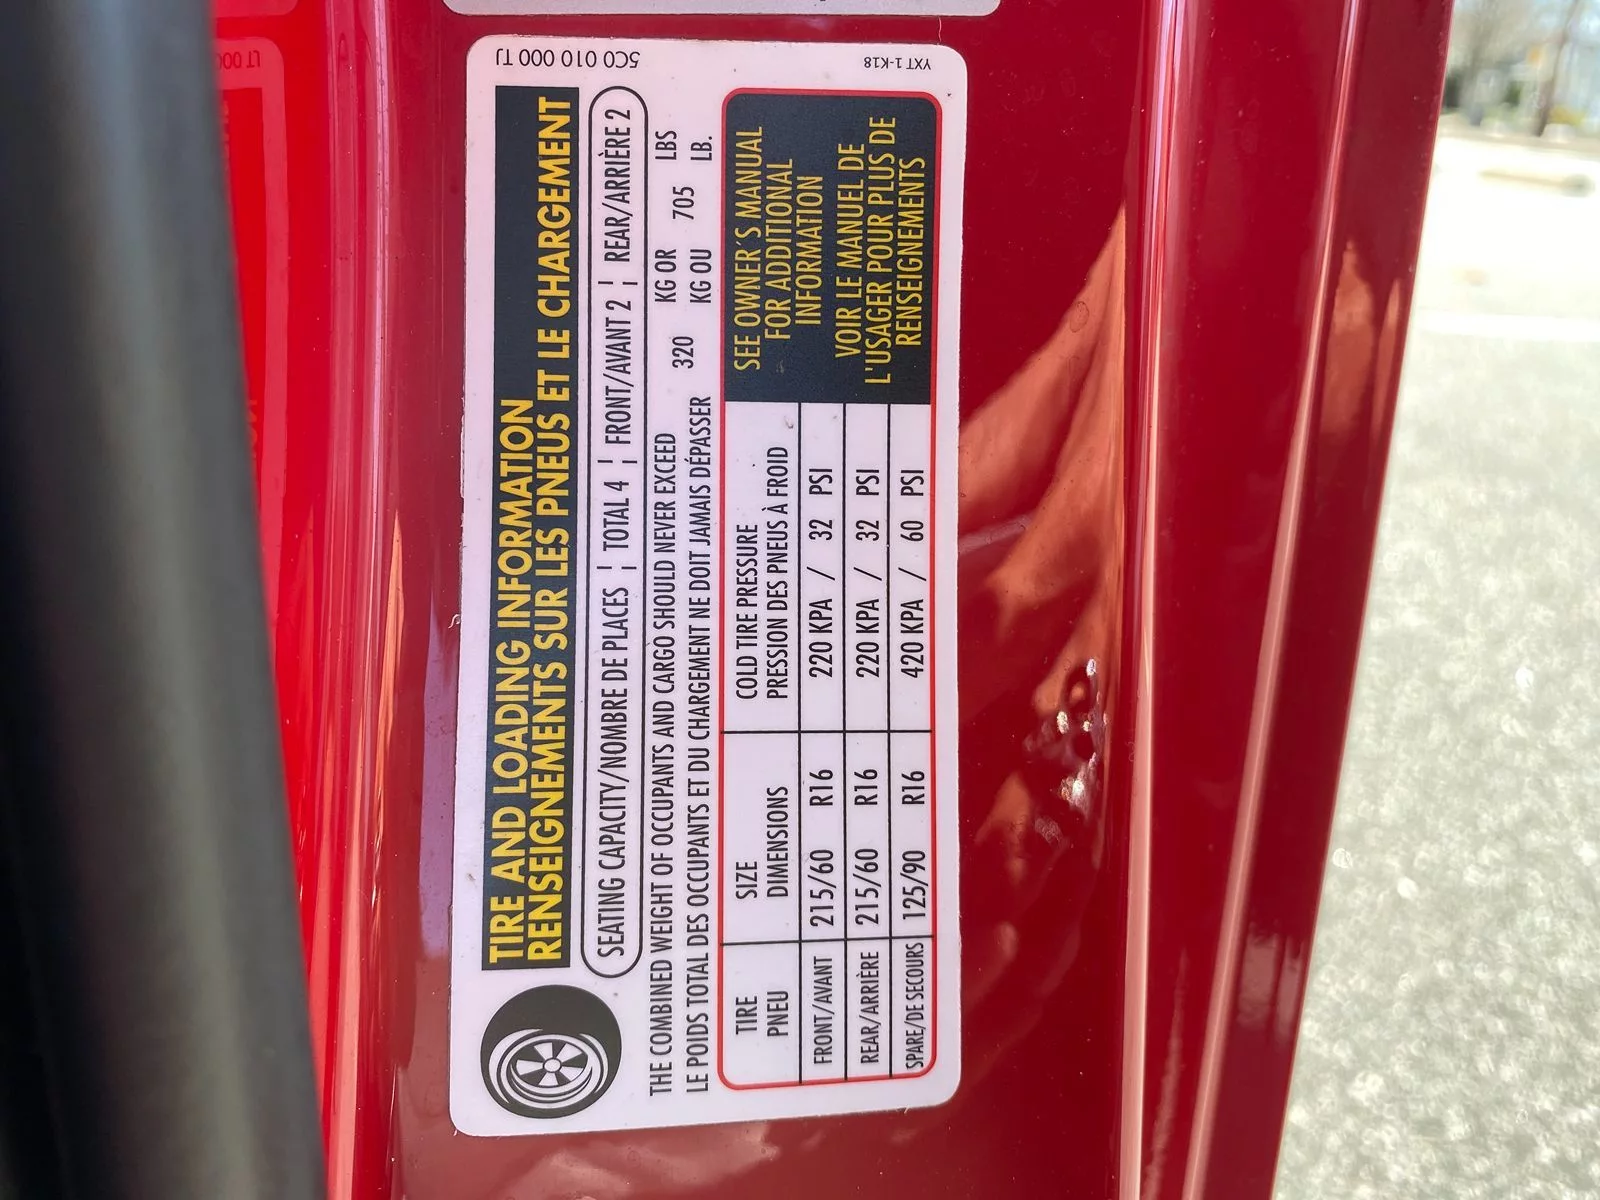 5C0 010 000 TJ
YXT 1-K18
TIRE AND LOADING INFORMATION
RENSEIGNEMENTS SUR LES PNEUS ET LE CHARGEMENT
SEATING CAPACITY/NOMBRE DE PLACES ¦ TOTAL 4 ¦ FRONT/AVANT 2 ¦ REAR/ARRIÈRE 2
THE COMBINED WEIGHT OF OCCUPANTS AND CARGO SHOULD NEVER EXCEED 320 KG OR 705 LBS
LE POIDS TOTAL DES OCCUPANTS ET DU CHARGEMENT NE DOIT JAMAIS DÉPASSER KG OU LB.
TIRE SIZE COLD TIRE PRESSURE
PNEU DIMENSIONS PRESSION DES PNEUS À FROID
FRONT/AVANT 215/60 R16 220 KPA / 32 PSI
REAR/ARRIÈRE 215/60 R16 220 KPA / 32 PSI
SPARE/DE SECOURS 125/90 R16 420 KPA / 60 PSI
SEE OWNER'S MANUAL
FOR ADDITIONAL
INFORMATION
VOIR LE MANUEL DE
L'USAGER POUR PLUS DE
RENSEIGNEMENTS